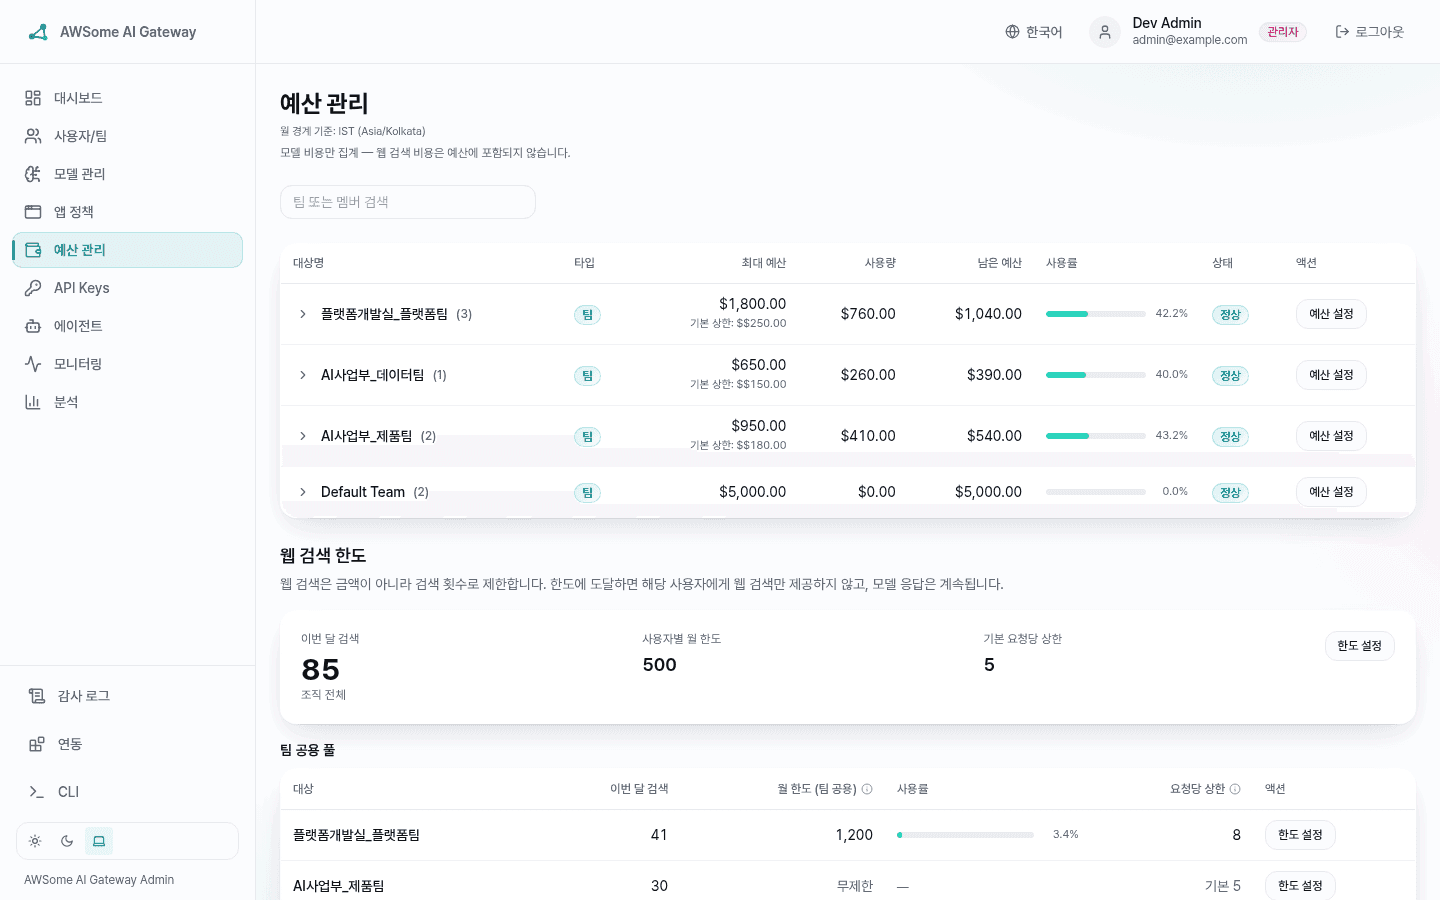 AWSome AI Gateway
한국어
Dev Admin
admin@example.com
관리자
로그아웃
대시보드
사용자/팀
모델 관리
앱 정책
예산 관리
API Keys
에이전트
모니터링
분석
감사 로그
연동
CLI
AWSome AI Gateway Admin
예산 관리
월 경계 기준: IST (Asia/Kolkata)
모델 비용만 집계 — 웹 검색 비용은 예산에 포함되지 않습니다.
팀 또는 멤버 검색
대상명 타입 최대 예산 사용량 남은 예산 사용률 상태 액션
플랫폼개발실_플랫폼팀 (3) 팀 $1,800.00 $760.00 $1,040.00 42.2% 정상 예산 설정
기본 상한: $$250.00
AI사업부_데이터팀 (1) 팀 $650.00 $260.00 $390.00 40.0% 정상 예산 설정
기본 상한: $$150.00
AI사업부_제품팀 (2) 팀 $950.00 $410.00 $540.00 43.2% 정상 예산 설정
기본 상한: $$180.00
Default Team (2) 팀 $5,000.00 $0.00 $5,000.00 0.0% 정상 예산 설정
웹 검색 한도
웹 검색은 금액이 아니라 검색 횟수로 제한합니다. 한도에 도달하면 해당 사용자에게 웹 검색만 제공하지 않고, 모델 응답은 계속됩니다.
이번 달 검색 사용자별 월 한도 기본 요청당 상한 한도 설정
85 500 5
조직 전체
팀 공용 풀
대상 이번 달 검색 월 한도 (팀 공용) 사용률 요청당 상한 액션
플랫폼개발실_플랫폼팀 41 1,200 3.4% 8 한도 설정
AI사업부_제품팀 30 무제한 — 기본 5 한도 설정